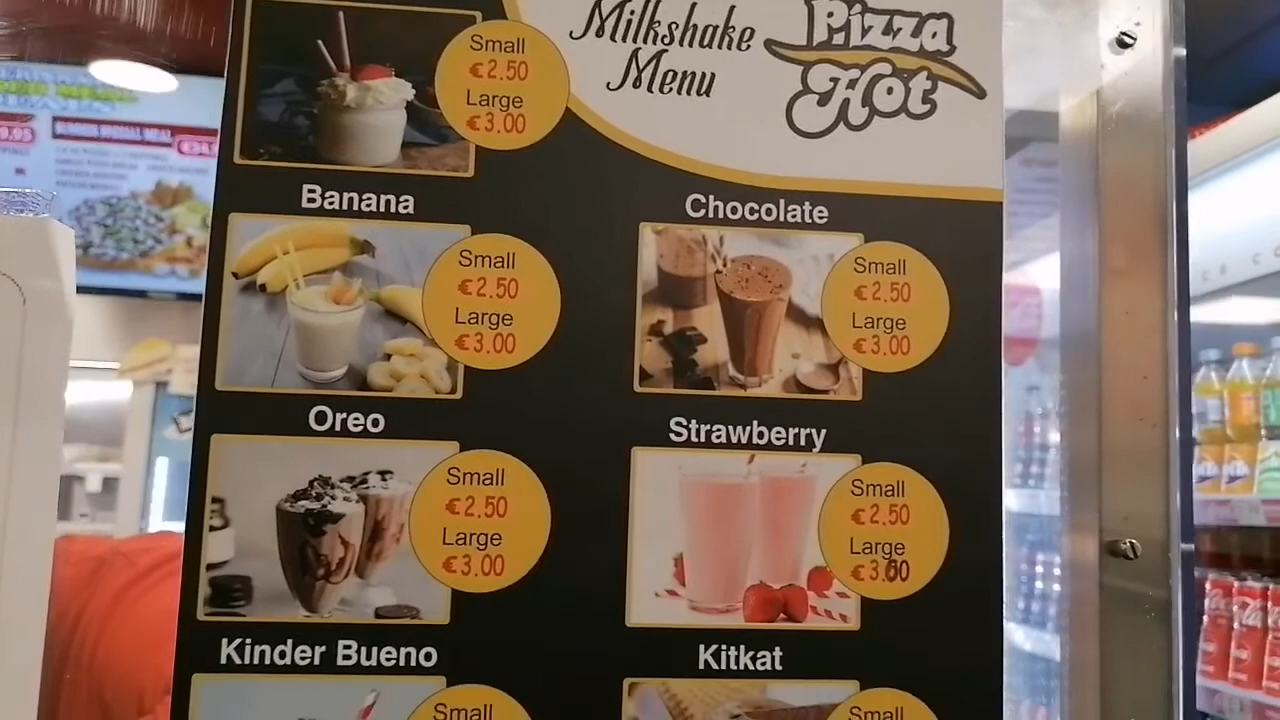 Milkshake
Menu
Pizza
Hot
Small
€2.50
Large
€3.00
Banana
Small
€2.50
Large
€3.00
Chocolate
Small
€2.50
Large
€3.00
Oreo
Small
€2.50
Large
€3.00
Strawberry
Small
€2.50
Large
€3.00
Kinder Bueno
Small
Kitkat
Small